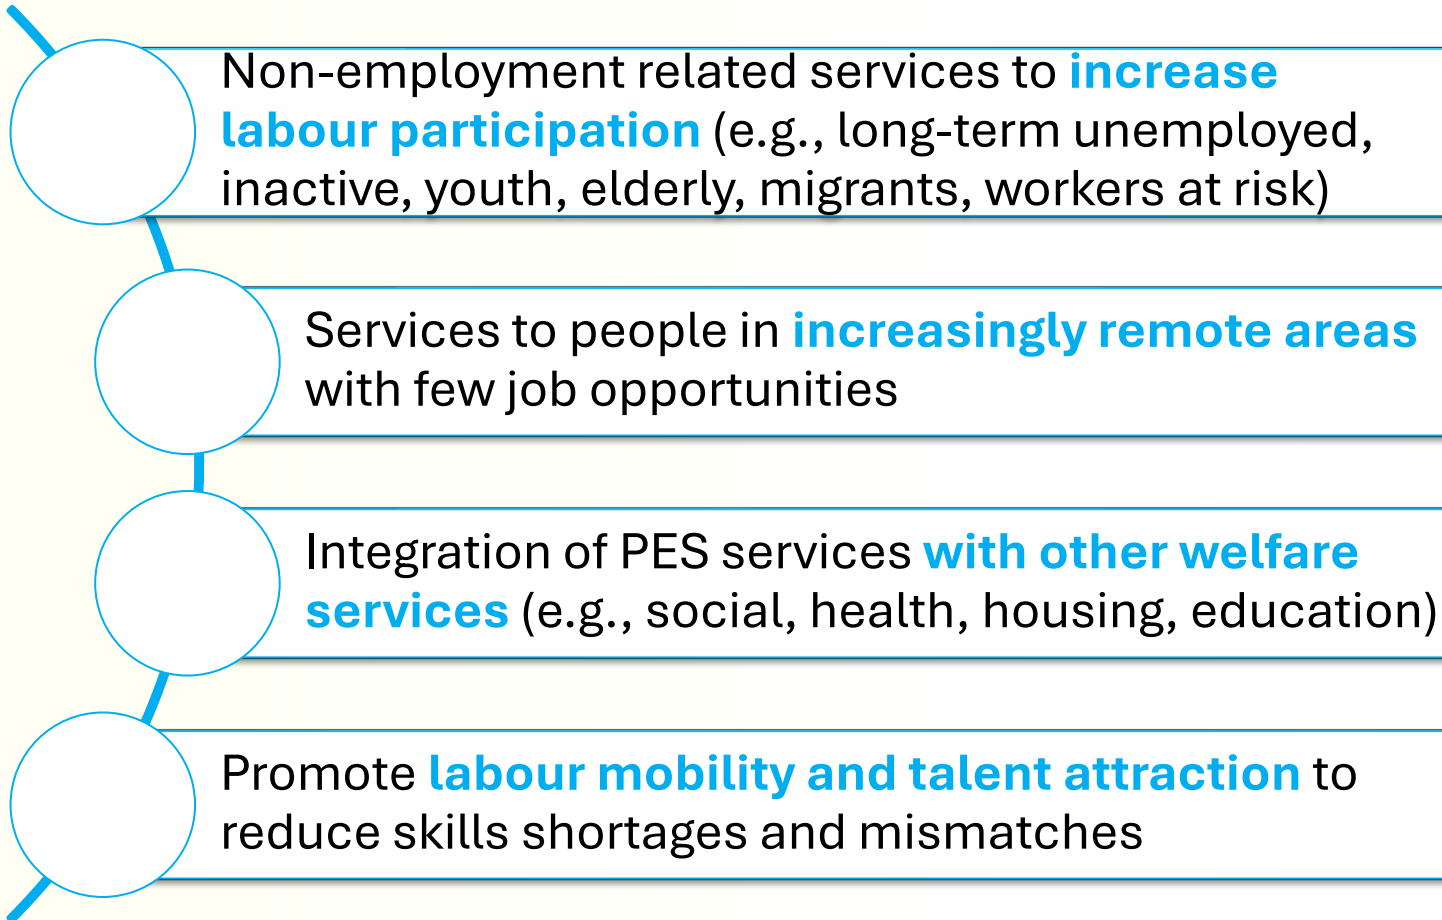 Non-employment related services to increase
labour participation (e.g., long-term unemployed,
inactive, youth, elderly, migrants, workers at risk)
Services to people in increasingly remote areas
with few job opportunities
Integration of PES services with other welfare
services (e.g., social, health, housing, education)
Promote labour mobility and talent attraction to
reduce skills shortages and mismatches